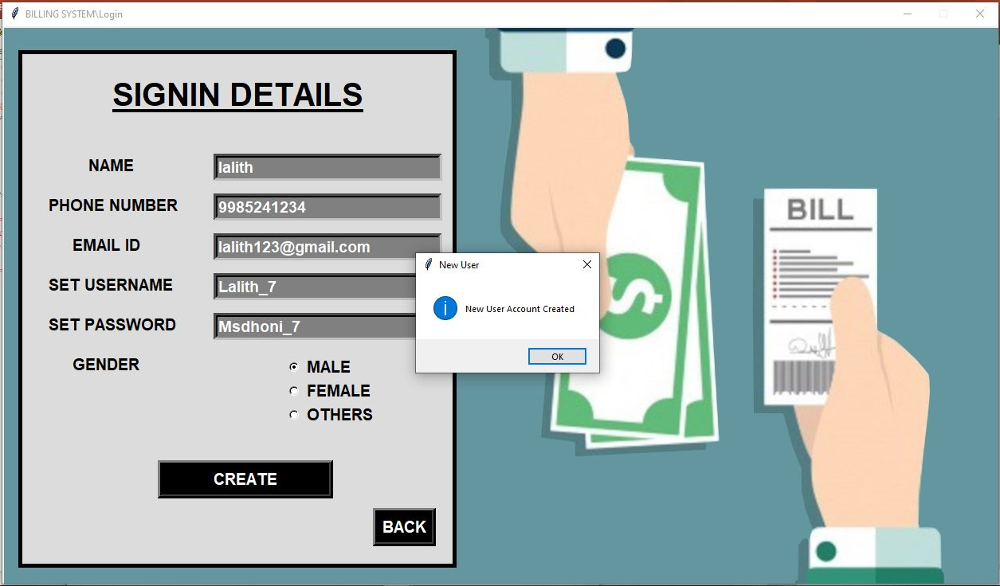 BILLING SYSTEM\Login
SIGNIN DETAILS
NAME
lalith
PHONE NUMBER
9985241234
EMAIL ID
lalith123@gmail.com
SET USERNAME
Lalith_7
SET PASSWORD
Msdhoni_7
GENDER
MALE
FEMALE
OTHERS
CREATE
BACK
New User
New User Account Created
OK
$
BILL